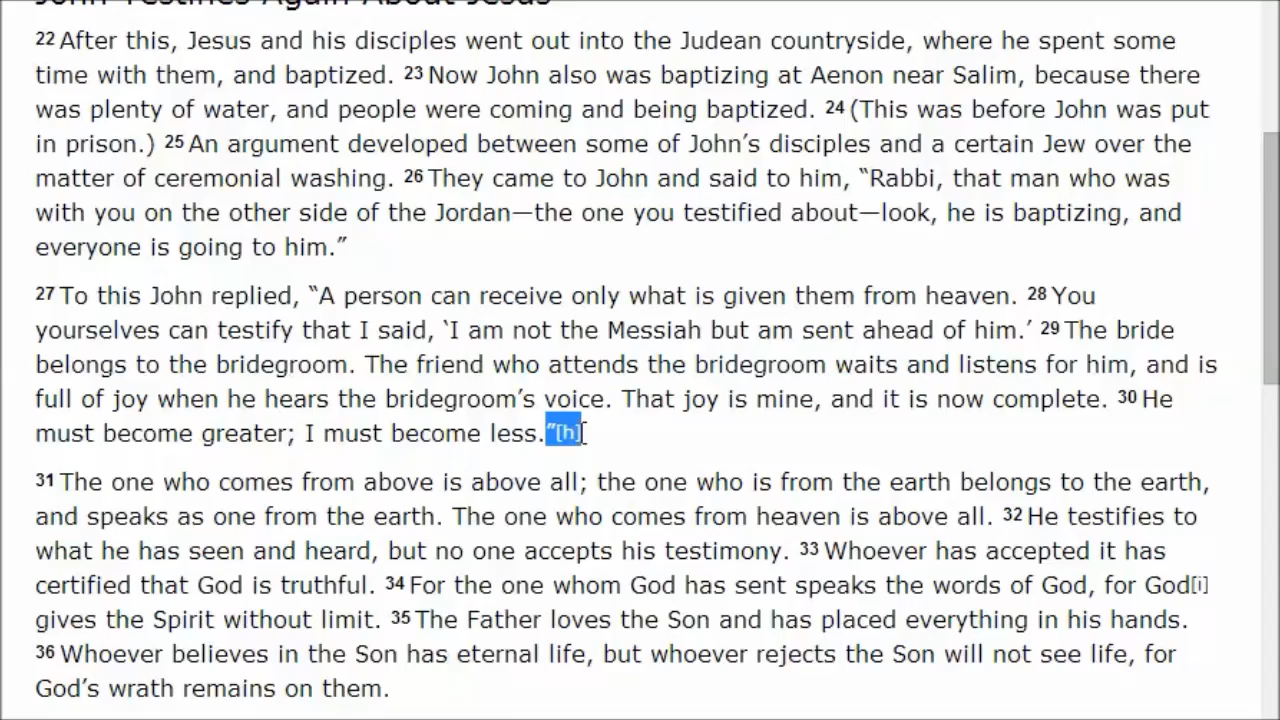 John Testifies Again About Jesus
22 After this, Jesus and his disciples went out into the Judean countryside, where he spent some
time with them, and baptized. 23 Now John also was baptizing at Aenon near Salim, because there
was plenty of water, and people were coming and being baptized. 24 (This was before John was put
in prison.) 25 An argument developed between some of John’s disciples and a certain Jew over the
matter of ceremonial washing. 26 They came to John and said to him, “Rabbi, that man who was
with you on the other side of the Jordan—the one you testified about—look, he is baptizing, and
everyone is going to him.”
27 To this John replied, “A person can receive only what is given them from heaven. 28 You
yourselves can testify that I said, ‘I am not the Messiah but am sent ahead of him.’ 29 The bride
belongs to the bridegroom. The friend who attends the bridegroom waits and listens for him, and is
full of joy when he hears the bridegroom’s voice. That joy is mine, and it is now complete. 30 He
must become greater; I must become less.”[h]
31 The one who comes from above is above all; the one who is from the earth belongs to the earth,
and speaks as one from the earth. The one who comes from heaven is above all. 32 He testifies to
what he has seen and heard, but no one accepts his testimony. 33 Whoever has accepted it has
certified that God is truthful. 34 For the one whom God has sent speaks the words of God, for God[i]
gives the Spirit without limit. 35 The Father loves the Son and has placed everything in his hands.
36 Whoever believes in the Son has eternal life, but whoever rejects the Son will not see life, for
God’s wrath remains on them.